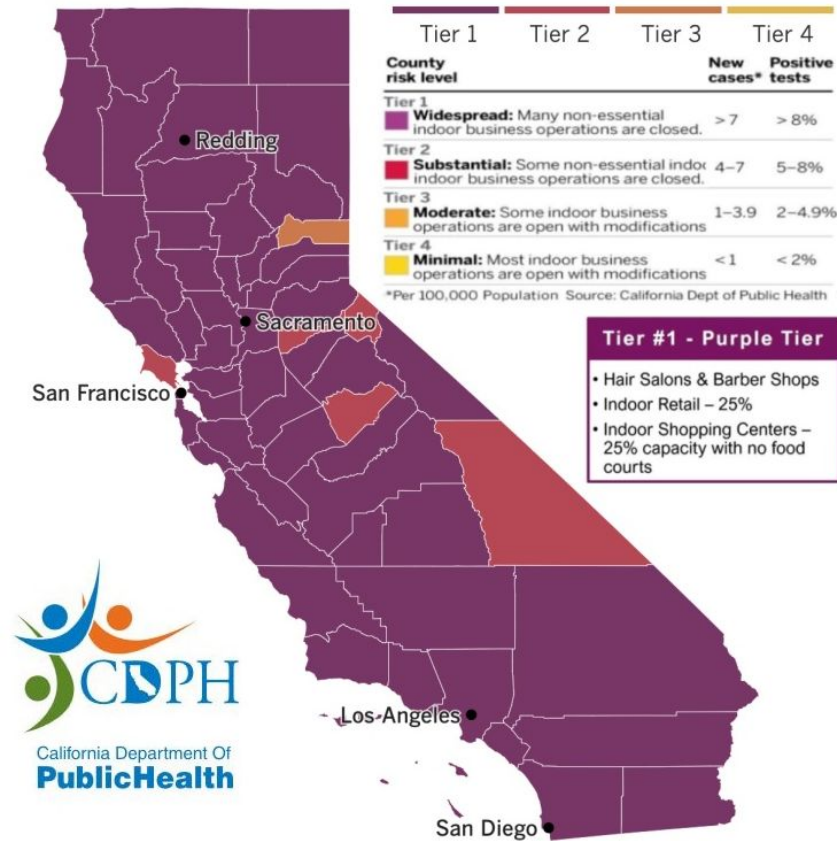 Tier 1 Tier 2 Tier 3 Tier 4
County risk level New cases* Positive tests
Tier 1
Widespread: Many non-essential
indoor business operations are closed. >7 >8%
Tier 2
Substantial: Some non-essential indoo
indoor business operations are closed. 4–7 5–8%
Tier 3
Moderate: Some indoor business
operations are open with modifications 1–3.9 2–4.9%
Tier 4
Minimal: Most indoor business
operations are open with modifications <1 <2%
*Per 100,000 Population Source: California Dept of Public Health
Redding
Sacramento
San Francisco
Tier #1 - Purple Tier
• Hair Salons & Barber Shops
• Indoor Retail – 25%
• Indoor Shopping Centers –
25% capacity with no food
courts
CDPH
California Department Of
PublicHealth
Los Angeles
San Diego